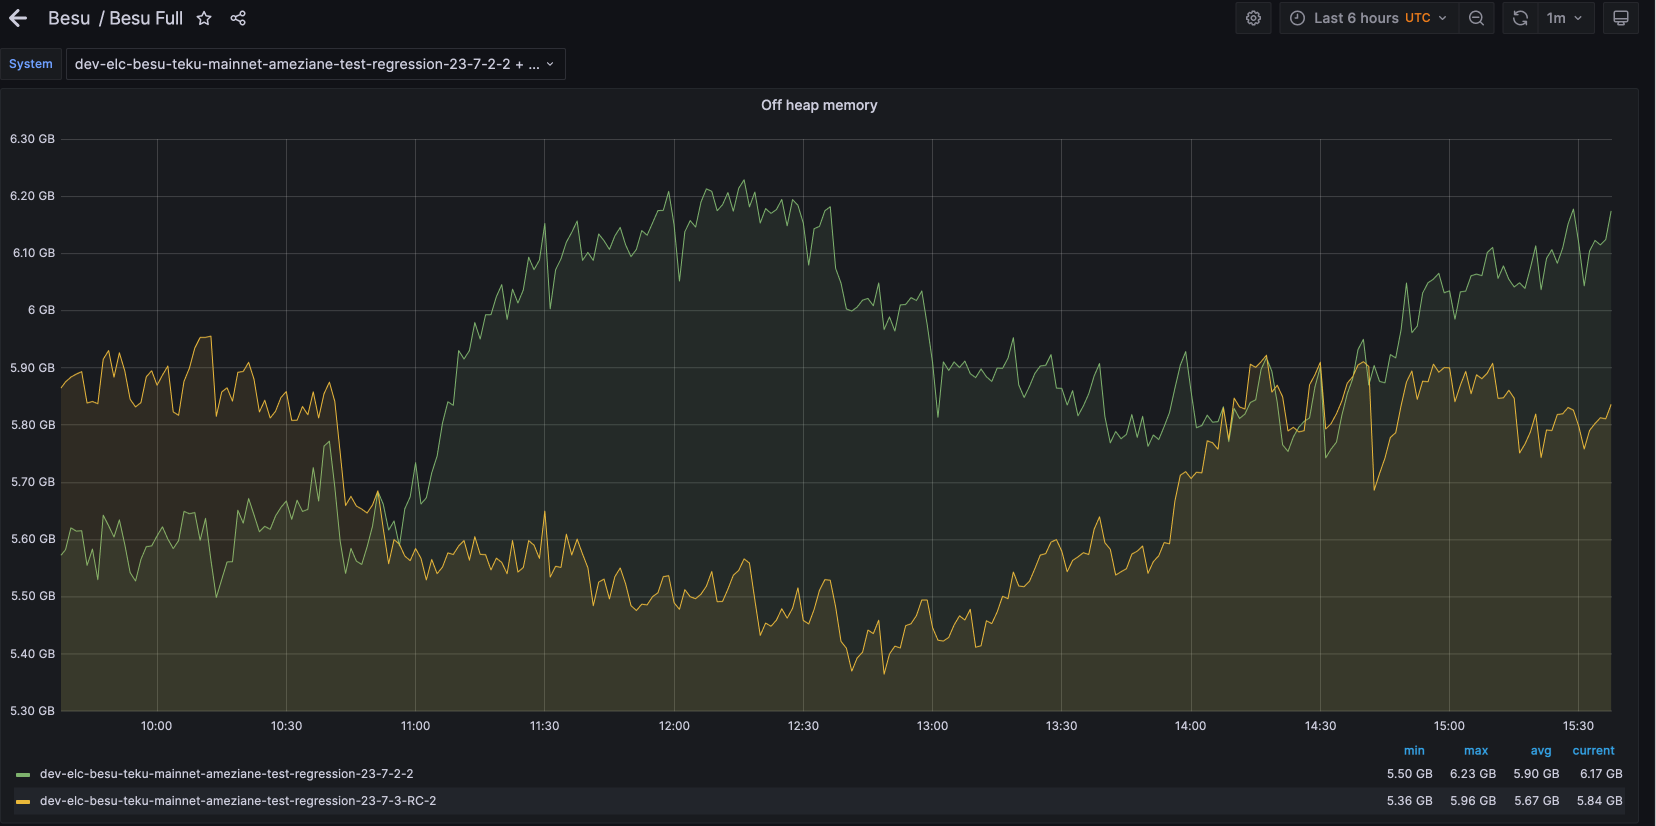 Besu / Besu Full
Last 6 hours UTC
1m
System
dev-elc-besu-teku-mainnet-ameziane-test-regression-23-7-2-2 + ...
Off heap memory
6.30 GB
6.20 GB
6.10 GB
6 GB
5.90 GB
5.80 GB
5.70 GB
5.60 GB
5.50 GB
5.40 GB
5.30 GB
10:00 10:30 11:00 11:30 12:00 12:30 13:00 13:30 14:00 14:30 15:00 15:30
min max avg current
dev-elc-besu-teku-mainnet-ameziane-test-regression-23-7-2-2 5.50 GB 6.23 GB 5.90 GB 6.17 GB
dev-elc-besu-teku-mainnet-ameziane-test-regression-23-7-3-RC-2 5.36 GB 5.96 GB 5.67 GB 5.84 GB